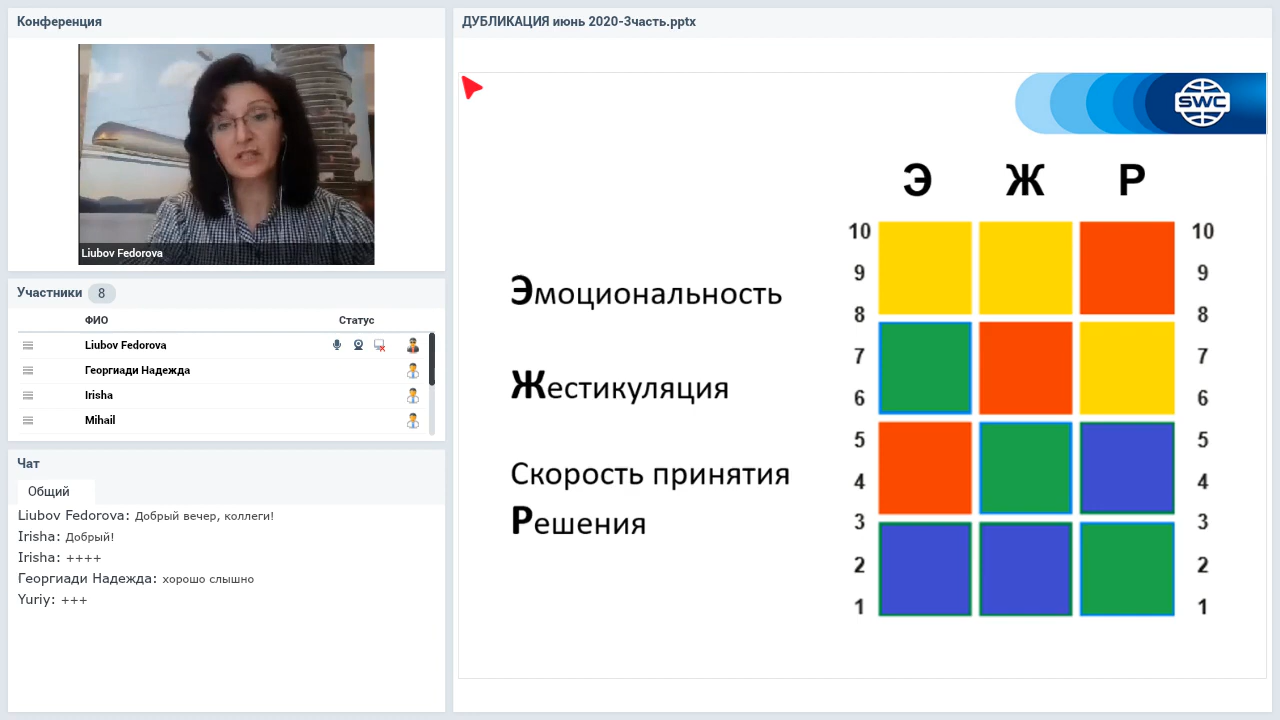 Конференция
Liubov Fedorova
Участники 8
ФИО Статус
Liubov Fedorova
Георгиади Надежда
Irisha
Mihail
Чат
Общий
Liubov Fedorova: Добрый вечер, коллеги!
Irisha: Добрый!
Irisha: ++++
Георгиади Надежда: хорошо слышно
Yuriy: +++
ДУБЛИКАЦИЯ июнь 2020-3часть.pptx
SWC
Э Ж Р
Эмоциональность
Жестикуляция
Скорость принятия
Решения
10 10
9 9
8 8
7 7
6 6
5 5
4 4
3 3
2 2
1 1